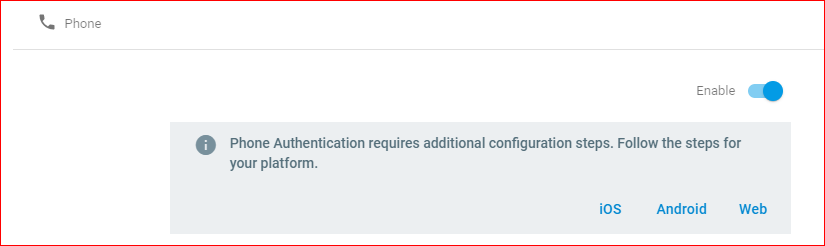 Phone
Enable
Phone Authentication requires additional configuration steps. Follow the steps for
your platform.
iOS Android Web